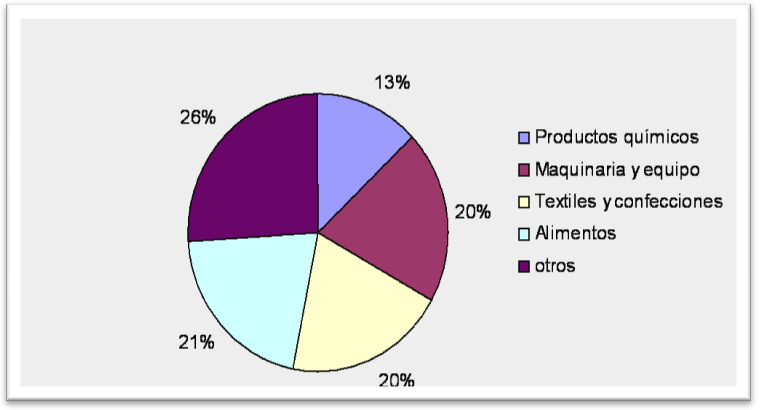 13%
26%
20%
21%
20%
Productos químicos
Maquinaria y equipo
Textiles y confecciones
Alimentos
otros